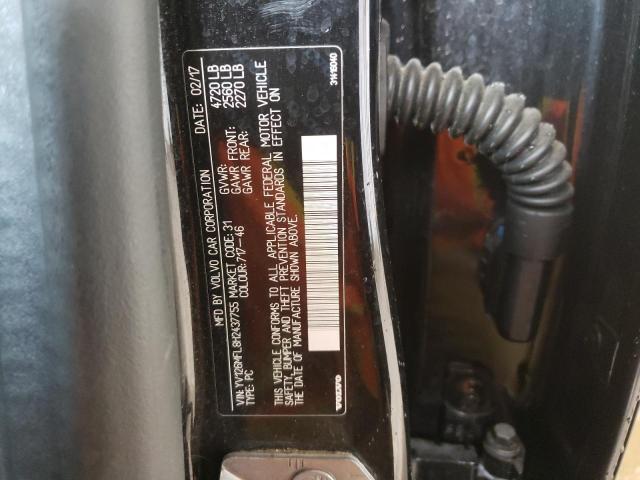 MFD BY VOLVO CAR CORPORATION DATE: 02/17
VIN: YV126MFL8H2437755 MARKET CODE: 31 GVWR: 4720 LB
TYPE: PC COLOUR: 717-46 GAWR FRONT: 2560 LB
GAWR REAR: 2270 LB
THIS VEHICLE CONFORMS TO ALL APPLICABLE FEDERAL MOTOR VEHICLE
SAFETY, BUMPER AND THEFT PREVENTION STANDARDS IN EFFECT ON
THE DATE OF MANUFACTURE SHOWN ABOVE.
VOLVO 31416040